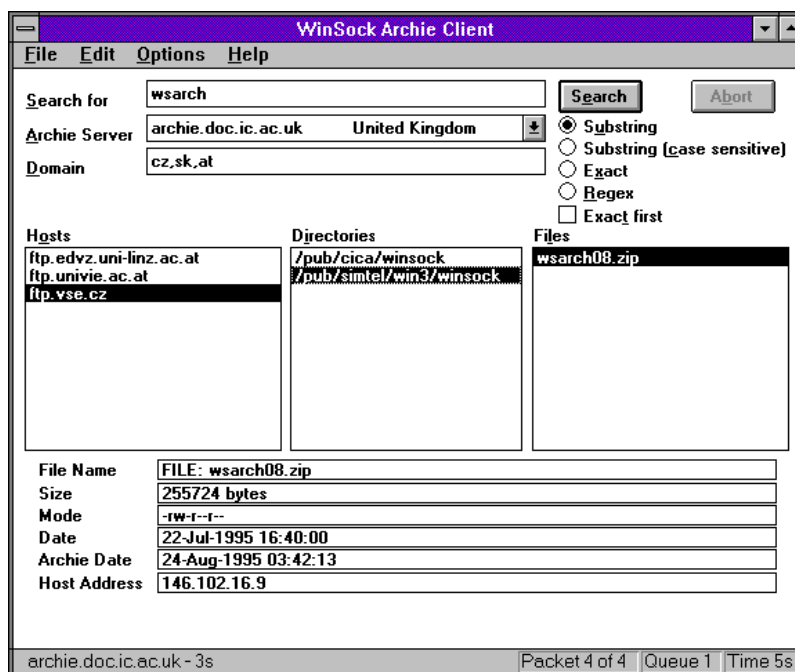 WinSock Archie Client
File Edit Options Help
Search for wsarch Search Abort
Archie Server archie.doc.ic.ac.uk United Kingdom
Domain cz,sk,at
Substring
Substring (case sensitive)
Exact
Regex
Exact first
Hosts Directories Files
ftp.edvz.uni-linz.ac.at /pub/cica/winsock wsarch08.zip
ftp.univie.ac.at /pub/simtel/win3/winsock
ftp.vse.cz
File Name FILE: wsarch08.zip
Size 255724 bytes
Mode -rw-r--r--
Date 22-Jul-1995 16:40:00
Archie Date 24-Aug-1995 03:42:13
Host Address 146.102.16.9
archie.doc.ic.ac.uk - 3s Packet 4 of 4 Queue 1 Time 5s